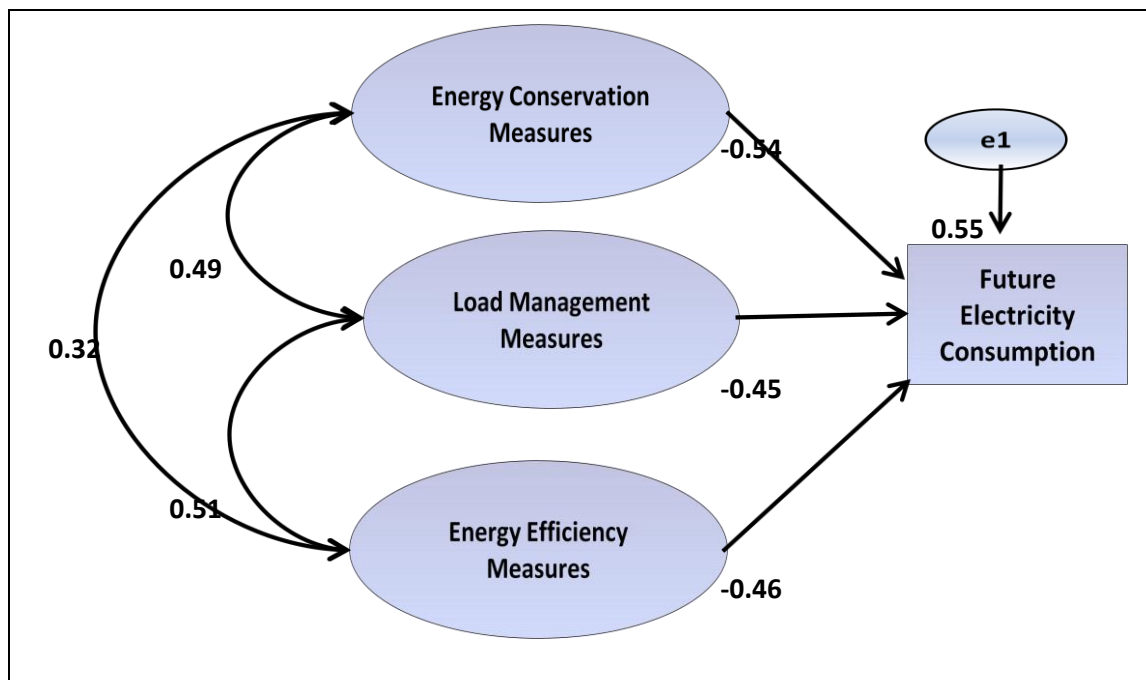 Energy Conservation
Measures
-0.54
e1
0.55
Future
Electricity
Consumption
0.49
Load Management
Measures
0.32
-0.45
0.51
Energy Efficiency
Measures
-0.46